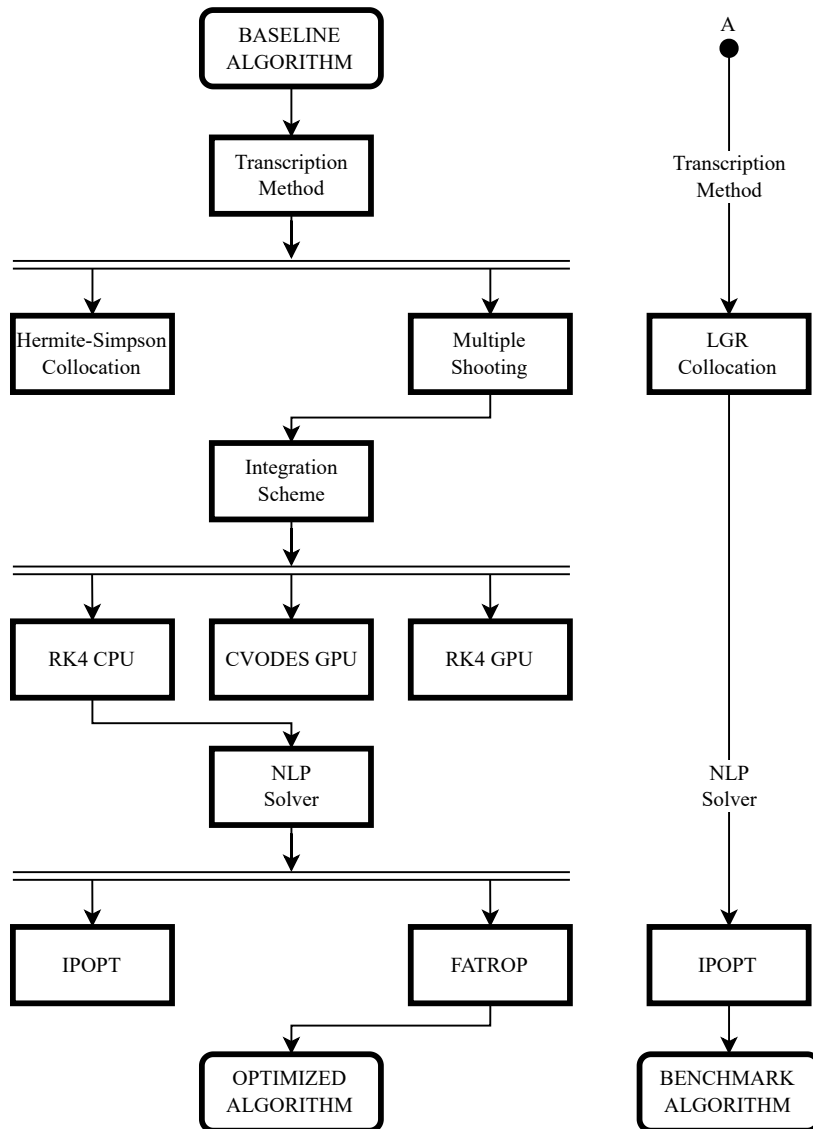 BASELINE
ALGORITHM
Transcription
Method
Hermite-Simpson
Collocation
Multiple
Shooting
Integration
Scheme
RK4 CPU
CVODES GPU
RK4 GPU
NLP
Solver
IPOPT
FATROP
OPTIMIZED
ALGORITHM
A
Transcription
Method
LGR
Collocation
NLP
Solver
IPOPT
BENCHMARK
ALGORITHM